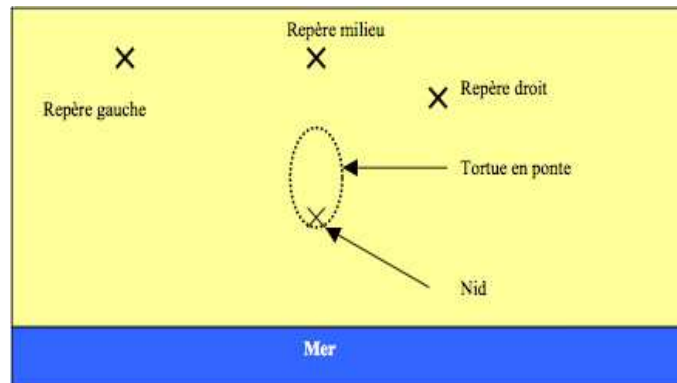 Repère milieu
Repère droit
Repère gauche
Tortue en ponte
Nid
Mer